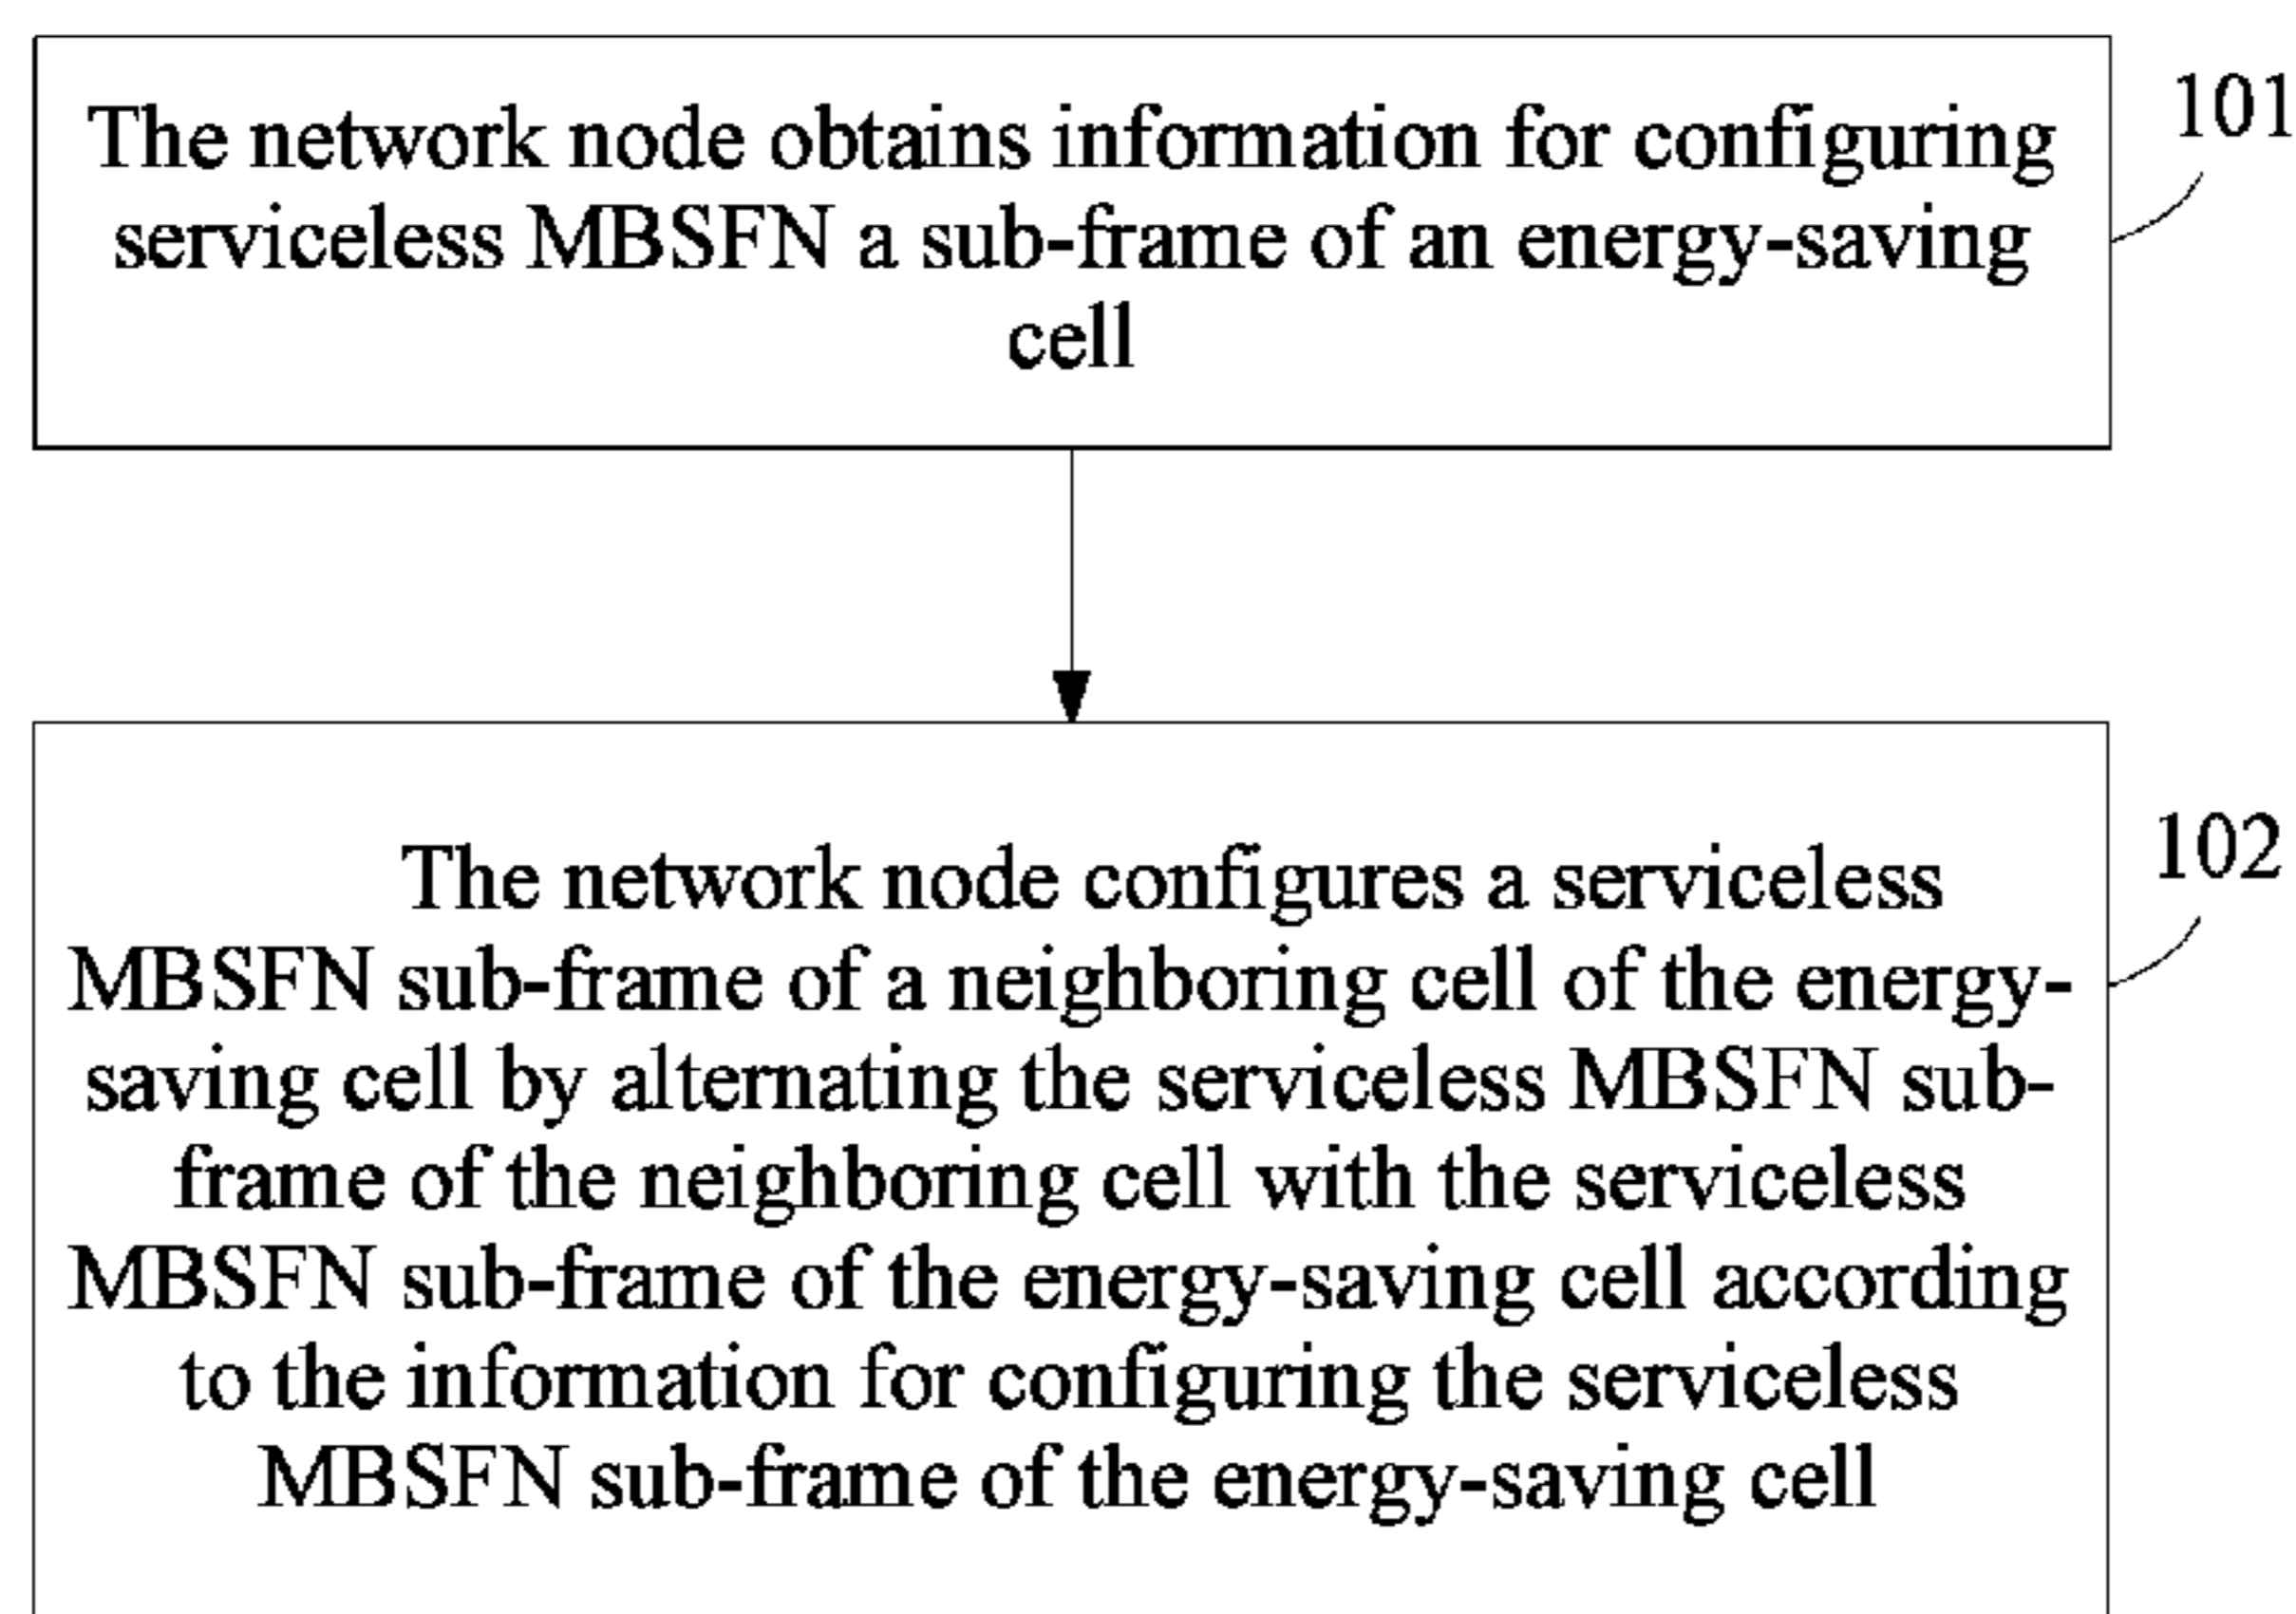 The network node obtains information for configuring
serviceless MBSFN a sub-frame of an energy-saving
cell
101
The network node configures a serviceless
MBSFN sub-frame of a neighboring cell of the energy-
saving cell by alternating the serviceless MBSFN sub-
frame of the neighboring cell with the serviceless
MBSFN sub-frame of the energy-saving cell according
to the information for configuring the serviceless
MBSFN sub-frame of the energy-saving cell
102